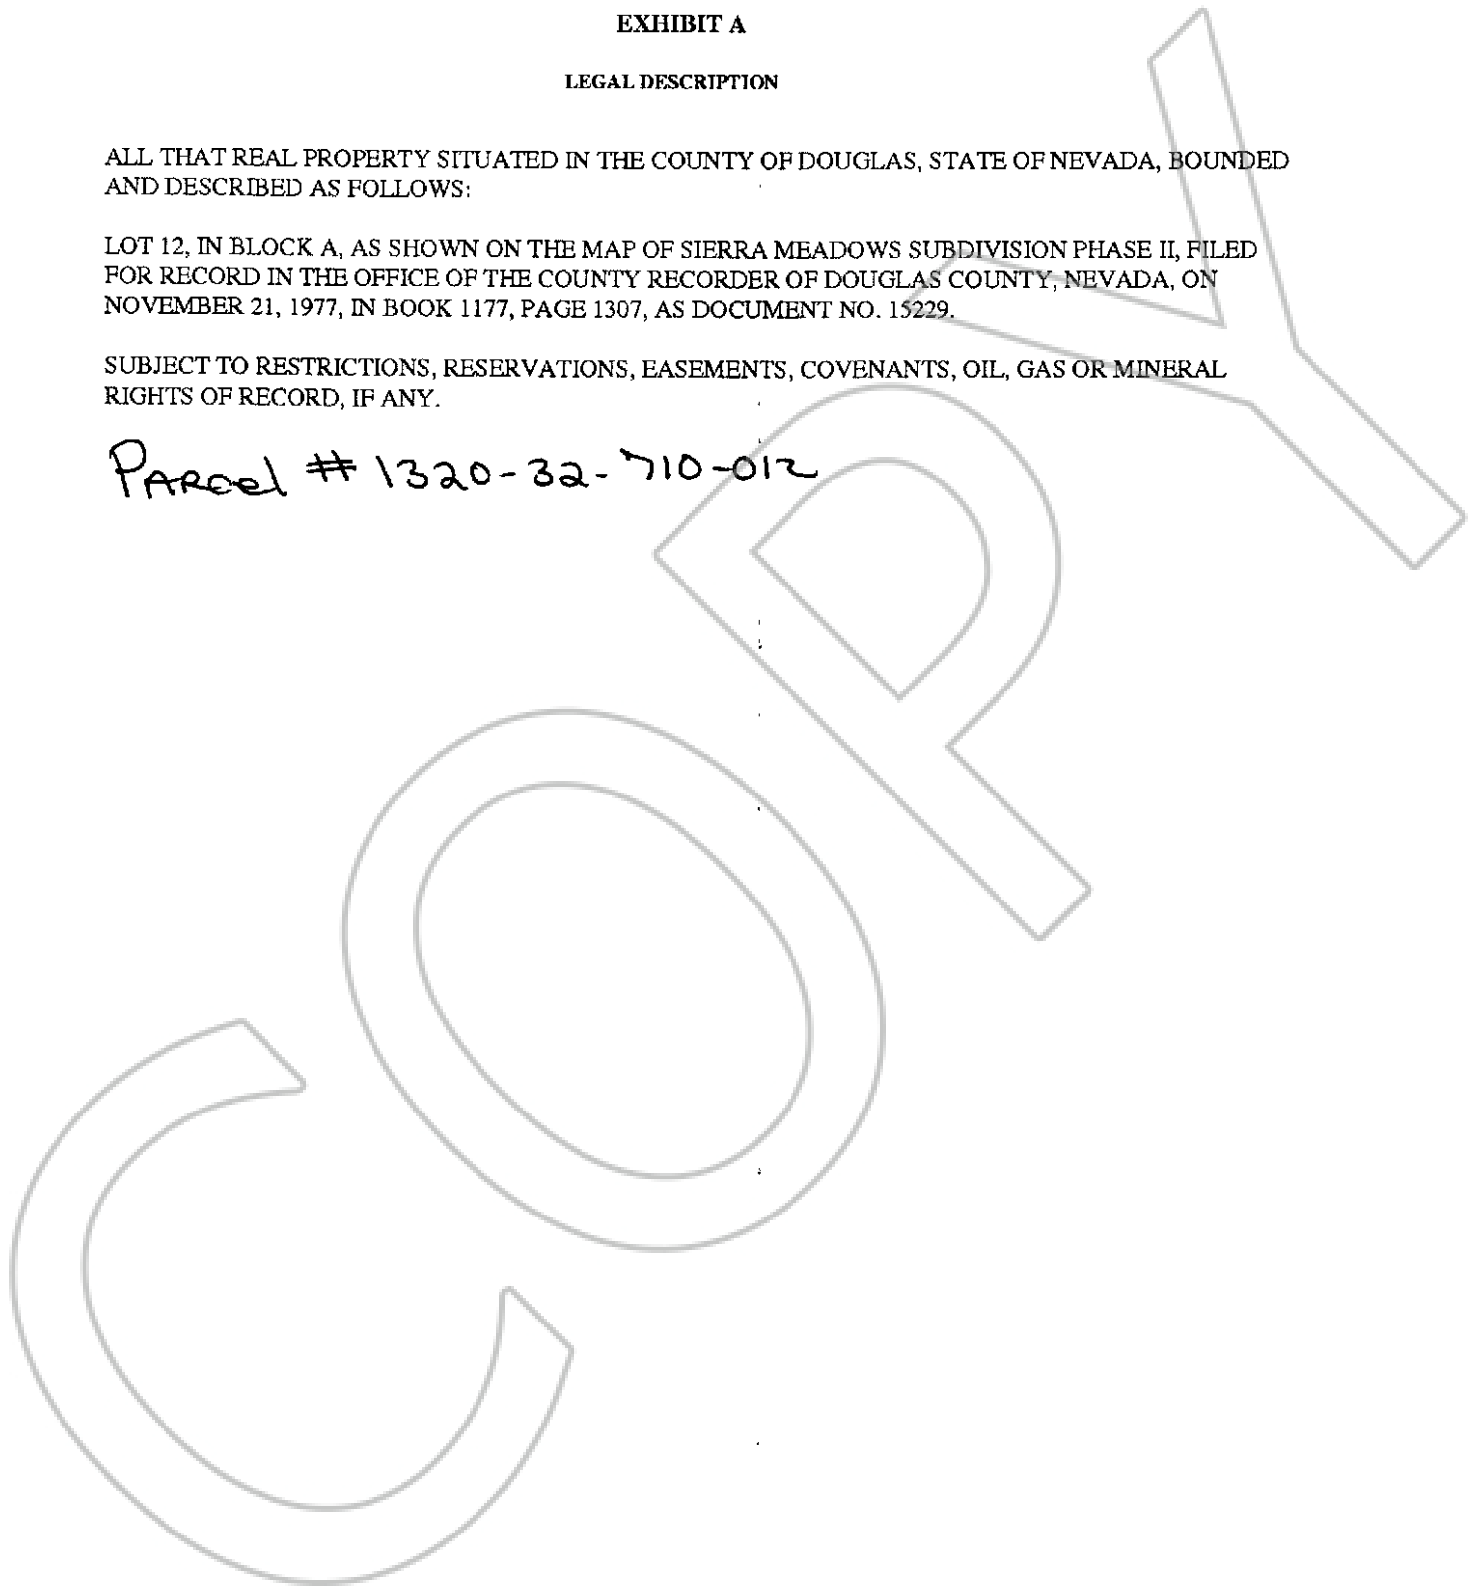 EXHIBIT A
LEGAL DESCRIPTION
ALL THAT REAL PROPERTY SITUATED IN THE COUNTY OF DOUGLAS, STATE OF NEVADA, BOUNDED
AND DESCRIBED AS FOLLOWS:
LOT 12, IN BLOCK A, AS SHOWN ON THE MAP OF SIERRA MEADOWS SUBDIVISION PHASE II, FILED
FOR RECORD IN THE OFFICE OF THE COUNTY RECORDER OF DOUGLAS COUNTY, NEVADA, ON
NOVEMBER 21, 1977, IN BOOK 1177, PAGE 1307, AS DOCUMENT NO. 15229.
SUBJECT TO RESTRICTIONS, RESERVATIONS, EASEMENTS, COVENANTS, OIL, GAS OR MINERAL
RIGHTS OF RECORD, IF ANY.
PARcel # 1320-32-710-012
COPY